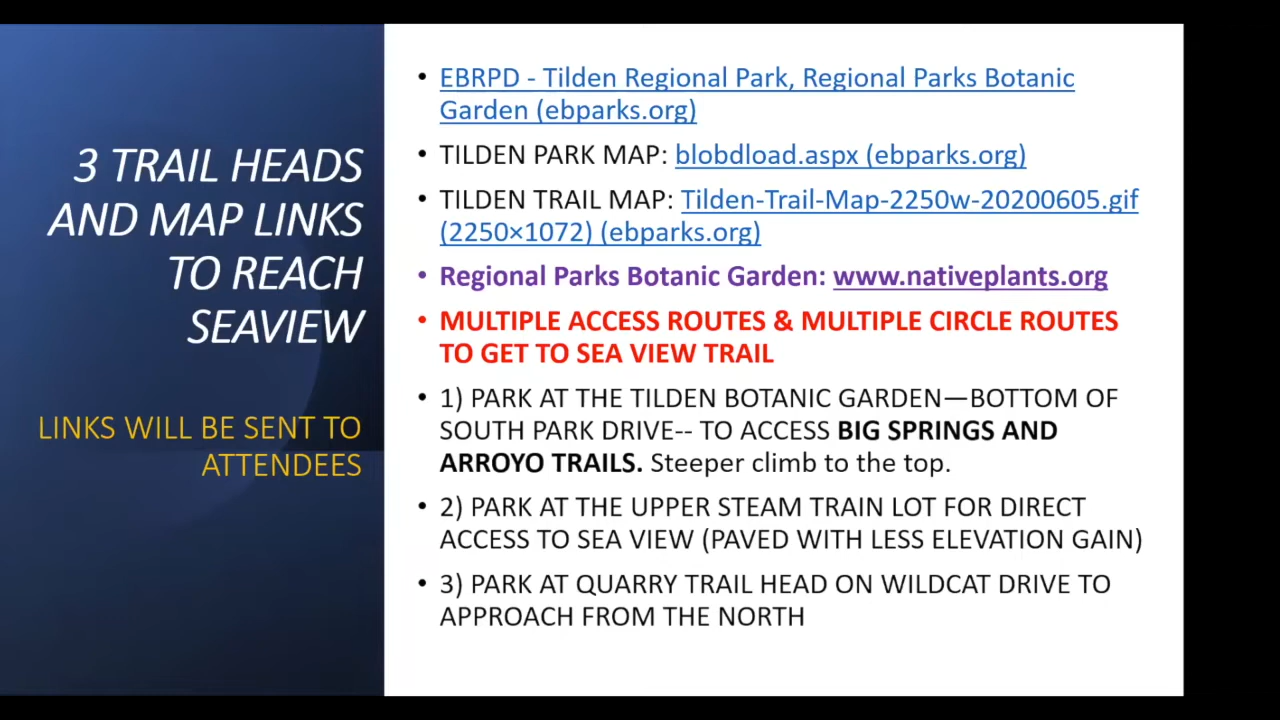 3 TRAIL HEADS
AND MAP LINKS
TO REACH
SEAVIEW
LINKS WILL BE SENT TO
ATTENDEES
• EBRPD - Tilden Regional Park, Regional Parks Botanic
Garden (ebparks.org)
• TILDEN PARK MAP: blobdload.aspx (ebparks.org)
• TILDEN TRAIL MAP: Tilden-Trail-Map-2250w-20200605.gif
(2250×1072) (ebparks.org)
• Regional Parks Botanic Garden: www.nativeplants.org
• MULTIPLE ACCESS ROUTES & MULTIPLE CIRCLE ROUTES
TO GET TO SEA VIEW TRAIL
• 1) PARK AT THE TILDEN BOTANIC GARDEN—BOTTOM OF
SOUTH PARK DRIVE-- TO ACCESS BIG SPRINGS AND
ARROYO TRAILS. Steeper climb to the top.
• 2) PARK AT THE UPPER STEAM TRAIN LOT FOR DIRECT
ACCESS TO SEA VIEW (PAVED WITH LESS ELEVATION GAIN)
• 3) PARK AT QUARRY TRAIL HEAD ON WILDCAT DRIVE TO
APPROACH FROM THE NORTH